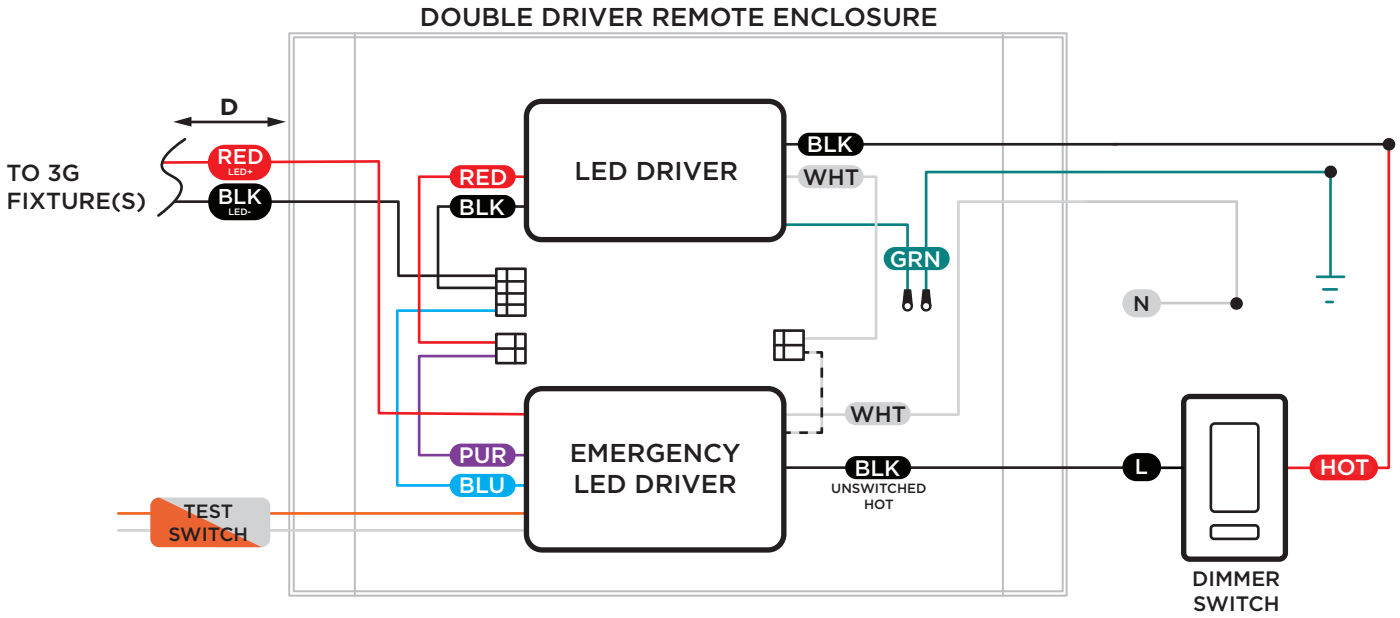 DOUBLE DRIVER REMOTE ENCLOSURE
D
TO 3G
FIXTURE(S)
RED
LED+
BLK
LED-
RED
BLK
LED DRIVER
BLK
WHT
GRN
N
EMERGENCY
LED DRIVER
PUR
BLU
WHT
BLK
UNSWITCHED
HOT
L
HOT
TEST
SWITCH
DIMMER
SWITCH